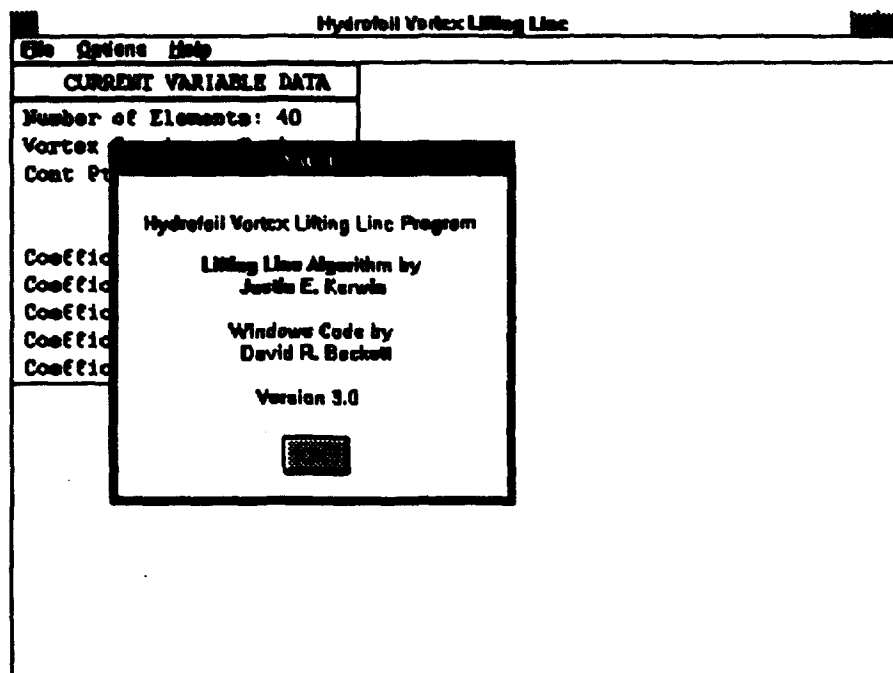 Hydrofoil Vortex Lifting Line
File Options Help
CURRENT VARIABLE DATA
Number of Elements: 40
Vortex
Cont Pt
Hydrofoil Vortex Lifting Line Program
Lifting Line Algorithm by
Justin E. Kerwin
Windows Code by
David R. Beckett
Version 3.0
Coeffic
Coeffic
Coeffic
Coeffic
Coeffic